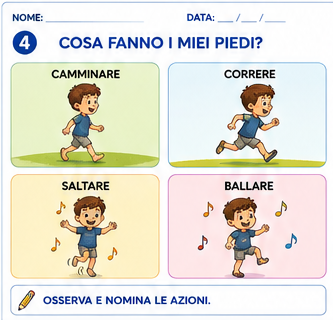 NOME: DATA: / /
4 COSA FANNO I MIEI PIEDI?
CAMMINARE CORRERE
SALTARE BALLARE
OSSERVA E NOMINA LE AZIONI.